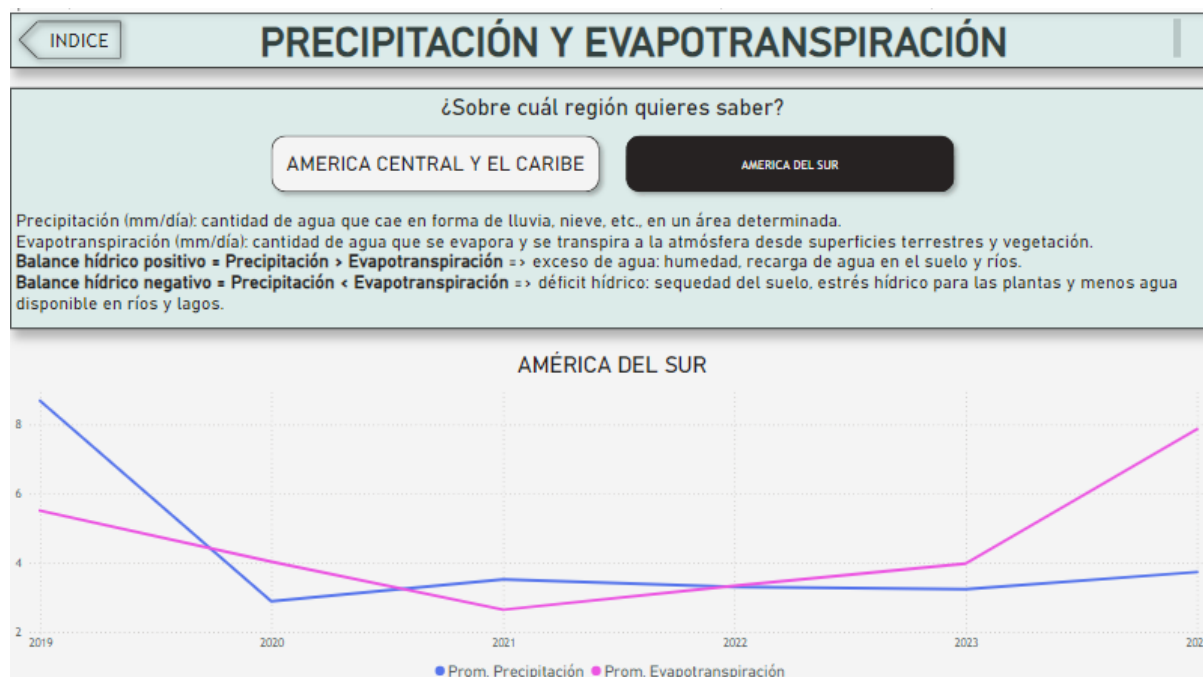 INDICE
PRECIPITACIÓN Y EVAPOTRANSPIRACIÓN
¿Sobre cuál región quieres saber?
AMERICA CENTRAL Y EL CARIBE
AMERICA DEL SUR
Precipitación (mm/día): cantidad de agua que cae en forma de lluvia, nieve, etc., en un área determinada.
Evapotranspiración (mm/día): cantidad de agua que se evapora y se transpira a la atmósfera desde superficies terrestres y vegetación.
Balance hídrico positivo = Precipitación > Evapotranspiración => exceso de agua: humedad, recarga de agua en el suelo y ríos.
Balance hídrico negativo = Precipitación < Evapotranspiración => déficit hídrico: sequedad del suelo, estrés hídrico para las plantas y menos agua
disponible en ríos y lagos.
AMÉRICA DEL SUR
8
6
4
2
2019 2020 2021 2022 2023 202
Prom. Precipitación Prom. Evapotranspiración